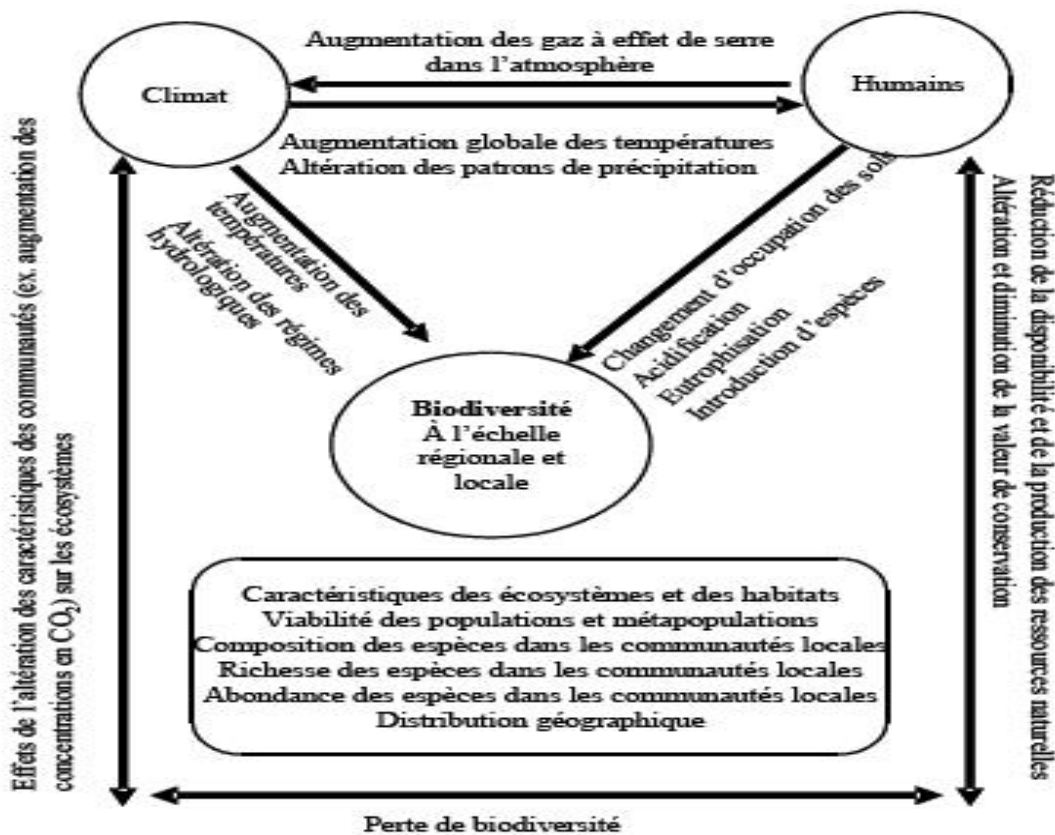 Augmentation des gaz à effet de serre
dans l'atmosphère
Climat
Humains
Augmentation globale des températures
Altération des patrons de précipitation
Augmentation des
températures
Altération des régimes
hydrologiques
Changement d'occupation des sols
Acidification
Eutrophisation
Introduction d'espèces
Biodiversité
À l'échelle
régionale et
locale
Caractéristiques des écosystèmes et des habitats
Viabilité des populations et métapopulations
Composition des espèces dans les communautés locales
Richesse des espèces dans les communautés locales
Abondance des espèces dans les communautés locales
Distribution géographique
Effets de l'altération des caractéristiques des communautés (ex. augmentation des
concentrations en CO₂) sur les écosystèmes
Réduction de la disponibilité et de la production des ressources naturelles
Altération et diminution de la valeur de conservation
Perte de biodiversité